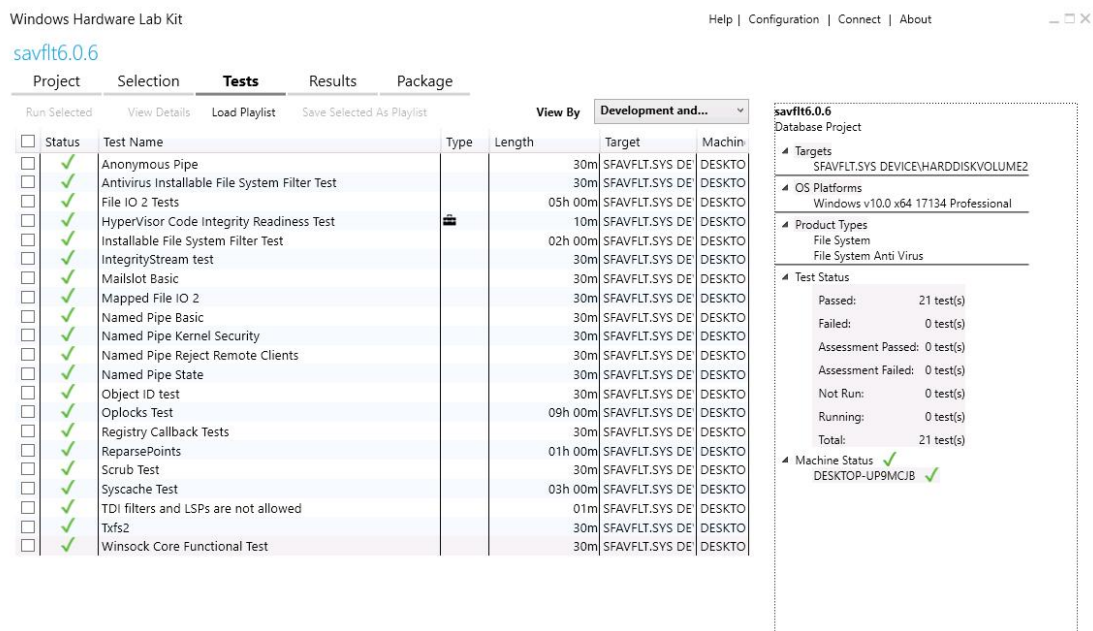 Windows Hardware Lab Kit
Help | Configuration | Connect | About
savflt6.0.6
Project Selection Tests Results Package
Run Selected View Details Load Playlist Save Selected As Playlist View By Development and...
Status Test Name Type Length Target Machin
Anonymous Pipe 30m SFAVFLT.SYS DE' DESKTO
Antivirus Installable File System Filter Test 30m SFAVFLT.SYS DE' DESKTO
File IO 2 Tests 05h 00m SFAVFLT.SYS DE' DESKTO
HyperVisor Code Integrity Readiness Test 10m SFAVFLT.SYS DE' DESKTO
Installable File System Filter Test 02h 00m SFAVFLT.SYS DE' DESKTO
IntegrityStream test 30m SFAVFLT.SYS DE' DESKTO
Mailslot Basic 30m SFAVFLT.SYS DE' DESKTO
Mapped File IO 2 30m SFAVFLT.SYS DE' DESKTO
Named Pipe Basic 30m SFAVFLT.SYS DE' DESKTO
Named Pipe Kernel Security 30m SFAVFLT.SYS DE' DESKTO
Named Pipe Reject Remote Clients 30m SFAVFLT.SYS DE' DESKTO
Named Pipe State 30m SFAVFLT.SYS DE' DESKTO
Object ID test 30m SFAVFLT.SYS DE' DESKTO
Oplocks Test 09h 00m SFAVFLT.SYS DE' DESKTO
Registry Callback Tests 30m SFAVFLT.SYS DE' DESKTO
ReparsePoints 01h 00m SFAVFLT.SYS DE' DESKTO
Scrub Test 30m SFAVFLT.SYS DE' DESKTO
Syscache Test 03h 00m SFAVFLT.SYS DE' DESKTO
TDI filters and LSPs are not allowed 01m SFAVFLT.SYS DE' DESKTO
Txfs2 30m SFAVFLT.SYS DE' DESKTO
Winsock Core Functional Test 30m SFAVFLT.SYS DE' DESKTO
savflt6.0.6
Database Project
Targets
SFAVFLT.SYS DEVICE\HARDDISKVOLUME2
OS Platforms
Windows v10.0 x64 17134 Professional
Product Types
File System
File System Anti Virus
Test Status
Passed: 21 test(s)
Failed: 0 test(s)
Assessment Passed: 0 test(s)
Assessment Failed: 0 test(s)
Not Run: 0 test(s)
Running: 0 test(s)
Total: 21 test(s)
Machine Status
DESKTOP-UP9MCJB